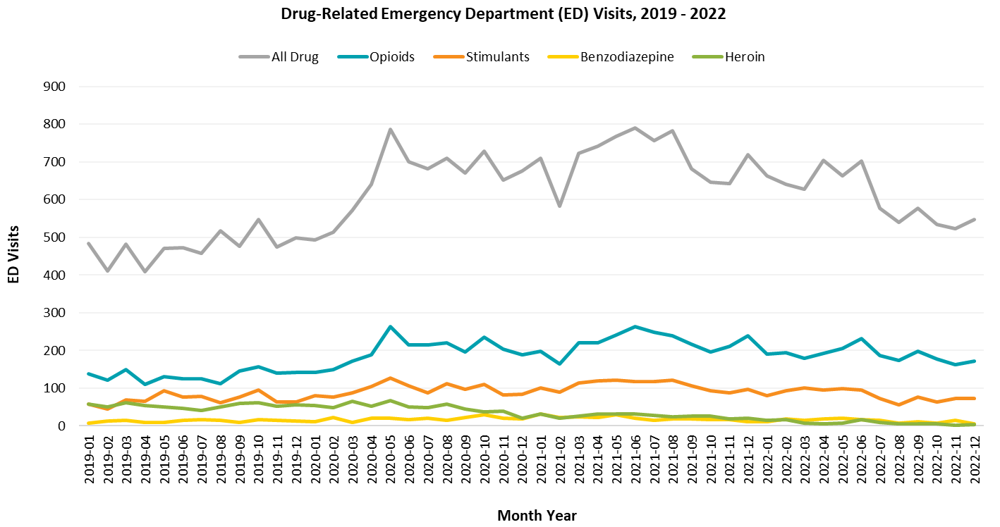 Drug-Related Emergency Department (ED) Visits, 2019 - 2022
All Drug Opioids Stimulants Benzodiazepine Heroin
900
800
700
600
500
400
300
200
100
0
ED Visits
2019-01 2019-02 2019-03 2019-04 2019-05 2019-06 2019-07 2019-08 2019-09 2019-10 2019-11 2019-12 2020-01 2020-02 2020-03 2020-04 2020-05 2020-06 2020-07 2020-08 2020-09 2020-10 2020-11 2020-12 2021-01 2021-02 2021-03 2021-04 2021-05 2021-06 2021-07 2021-08 2021-09 2021-10 2021-11 2021-12 2022-01 2022-02 2022-03 2022-04 2022-05 2022-06 2022-07 2022-08 2022-09 2022-10 2022-11 2022-12
Month Year